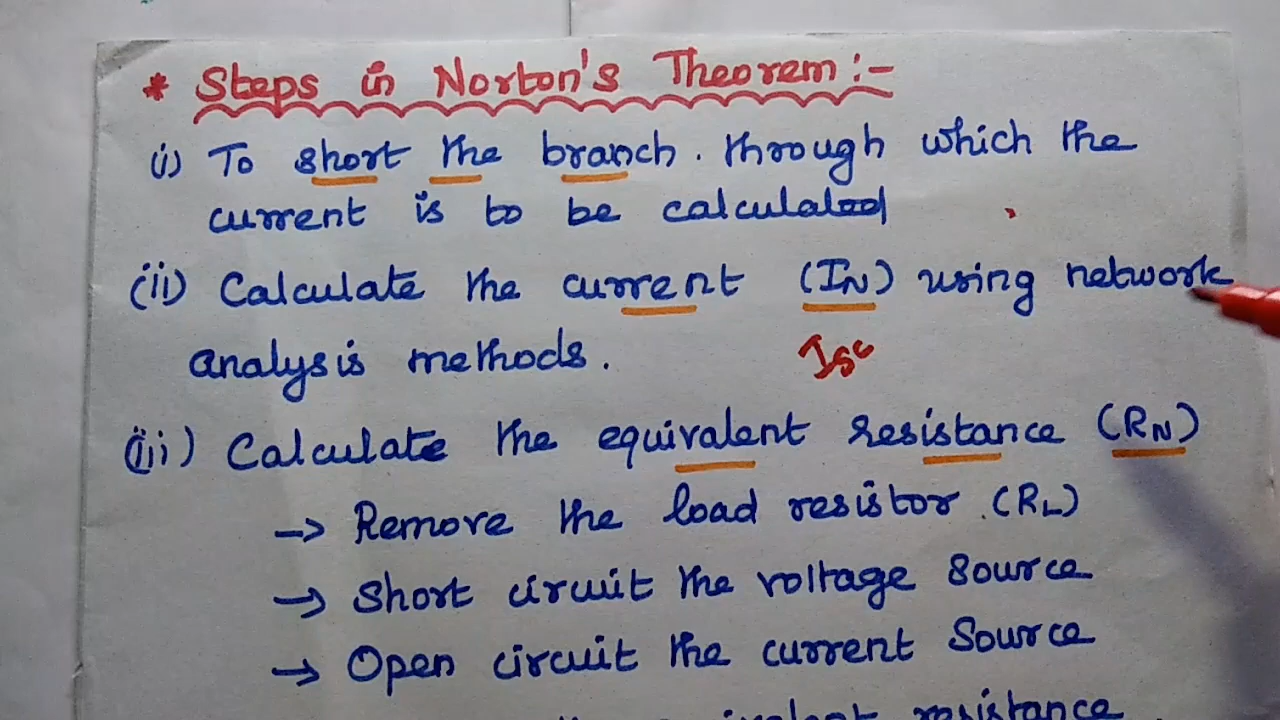 * Steps in Norton's Theorem :-
(i) To short the branch . through which the
current is to be calculated
(ii) Calculate the current (IN) using network
analysis methods.
Isc
(iii) Calculate the equivalent resistance (RN)
→ Remove the load resistor . (RL)
→ Short circuit the voltage source
→ Open circuit the current source
resistance